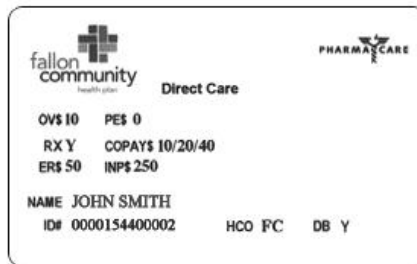 fallon
community
health plan
PHARMACARE
Direct Care
OV$ 10 PE$ 0
RX Y COPAY$ 10/20/40
ER$ 50 INP$ 250
NAME JOHN SMITH
ID# 0000154400002 HCO FC DB Y